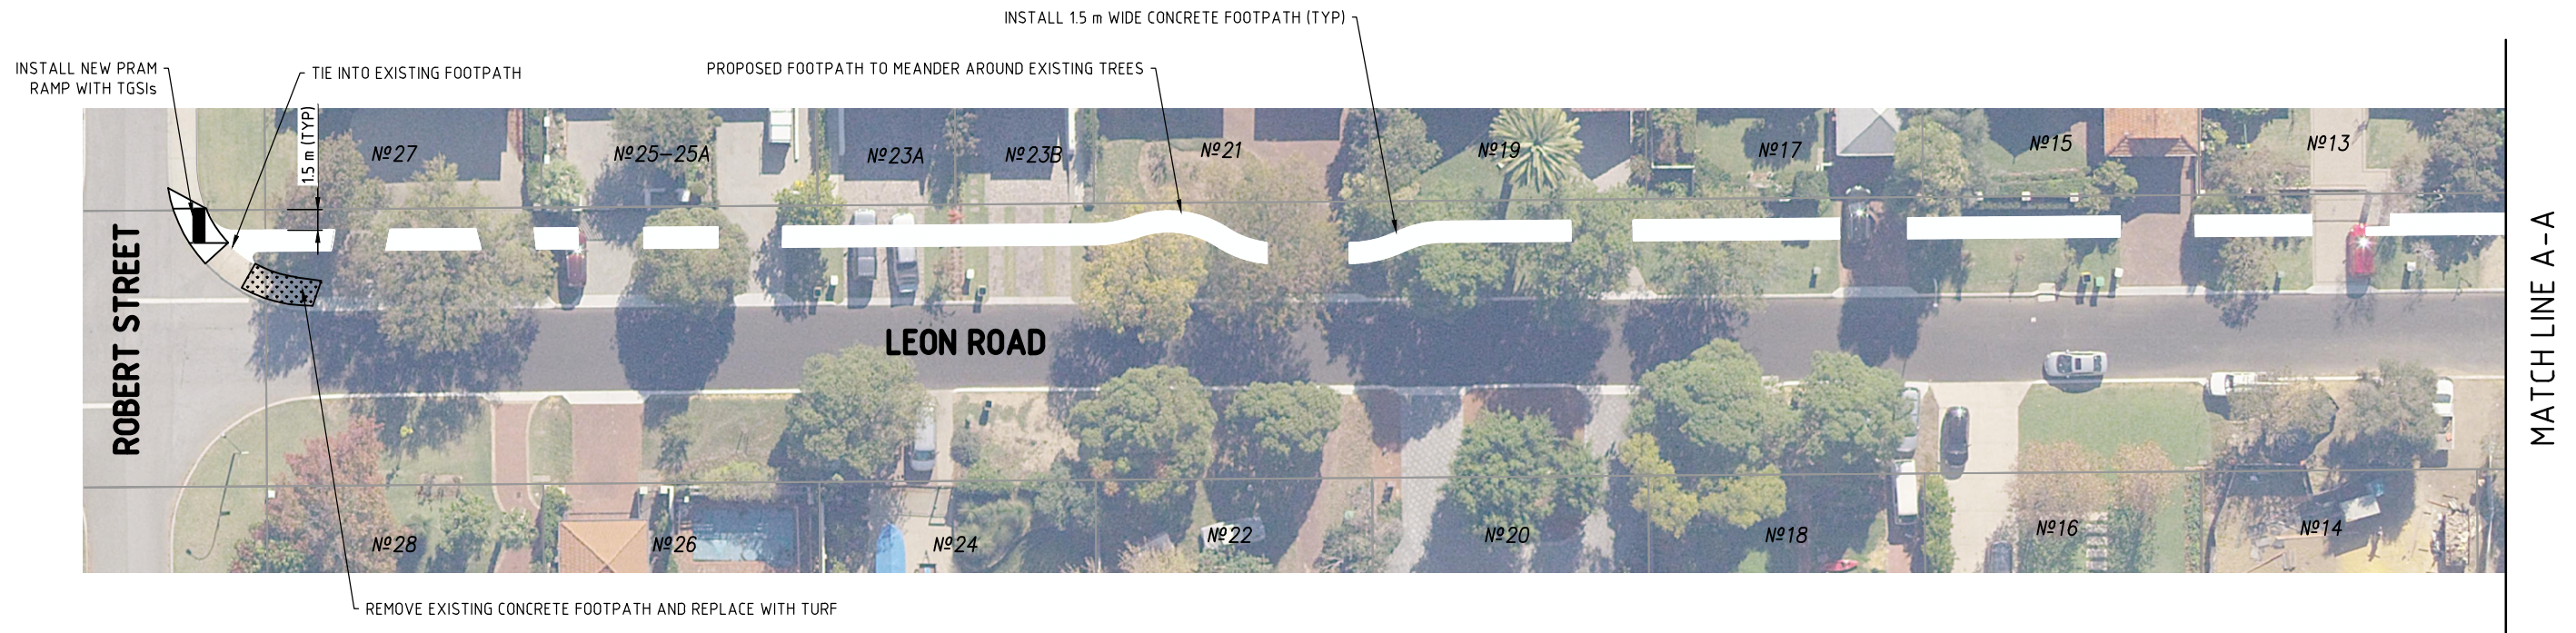 INSTALL 1.5 m WIDE CONCRETE FOOTPATH (TYP)
INSTALL NEW PRAM
RAMP WITH TGSIs
TIE INTO EXISTING FOOTPATH
PROPOSED FOOTPATH TO MEANDER AROUND EXISTING TREES
1.5 m (TYP)
Nº27
Nº25-25A
Nº23A
Nº23B
Nº21
Nº19
Nº17
Nº15
Nº13
ROBERT STREET
LEON ROAD
MATCH LINE A-A
Nº28
Nº26
Nº24
Nº22
Nº20
Nº18
Nº16
Nº14
REMOVE EXISTING CONCRETE FOOTPATH AND REPLACE WITH TURF